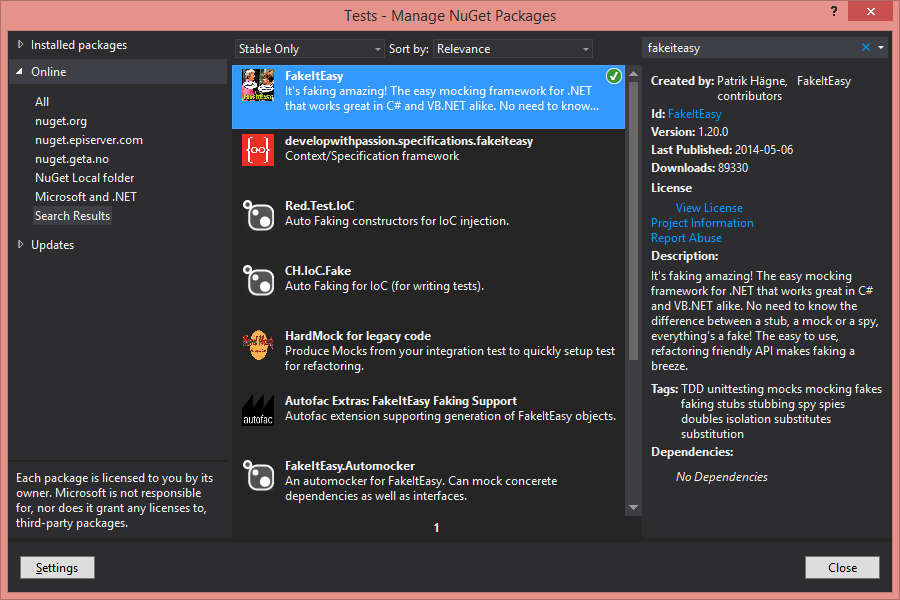 Tests - Manage NuGet Packages
?
Installed packages
Online
All
nuget.org
nuget.episerver.com
nuget.geta.no
NuGet Local folder
Microsoft and .NET
Search Results
Updates
Each package is licensed to you by its
owner. Microsoft is not responsible
for, nor does it grant any licenses to,
third-party packages.
Stable Only
Sort by: Relevance
FakeItEasy
It's faking amazing! The easy mocking framework for .NET
that works great in C# and VB.NET alike. No need to know...
developwithpassion.specifications.fakeiteasy
Context/Specification framework
Red.Test.IoC
Auto Faking constructors for IoC injection.
CH.IoC.Fake
Auto Faking for IoC (for writing tests).
HardMock for legacy code
Produce Mocks from your integration test to quickly setup test
for refactoring.
autofac
Autofac Extras: FakeItEasy Faking Support
Autofac extension supporting generation of FakeItEasy objects.
FakeItEasy.Automocker
An automocker for FakeItEasy. Can mock concerete
dependencies as well as interfaces.
1
fakeiteasy
Created by: Patrik Hägne, FakeItEasy
contributors
Id: FakeItEasy
Version: 1.20.0
Last Published: 2014-05-06
Downloads: 89330
License
View License
Project Information
Report Abuse
Description:
It's faking amazing! The easy mocking
framework for .NET that works great in C#
and VB.NET alike. No need to know the
difference between a stub, a mock or a spy,
everything's a fake! The easy to use,
refactoring friendly API makes faking a
breeze.
Tags: TDD unittesting mocks mocking fakes
faking stubs stubbing spy spies
doubles isolation substitutes
substitution
Dependencies:
No Dependencies
Settings
Close